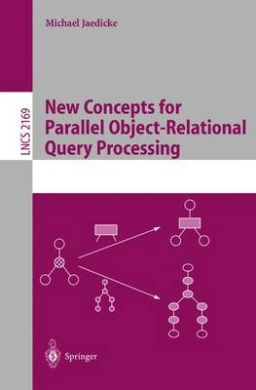 Michael Jaedicke
LNCS 2169
New Concepts for
Parallel Object-Relational
Query Processing
Springer